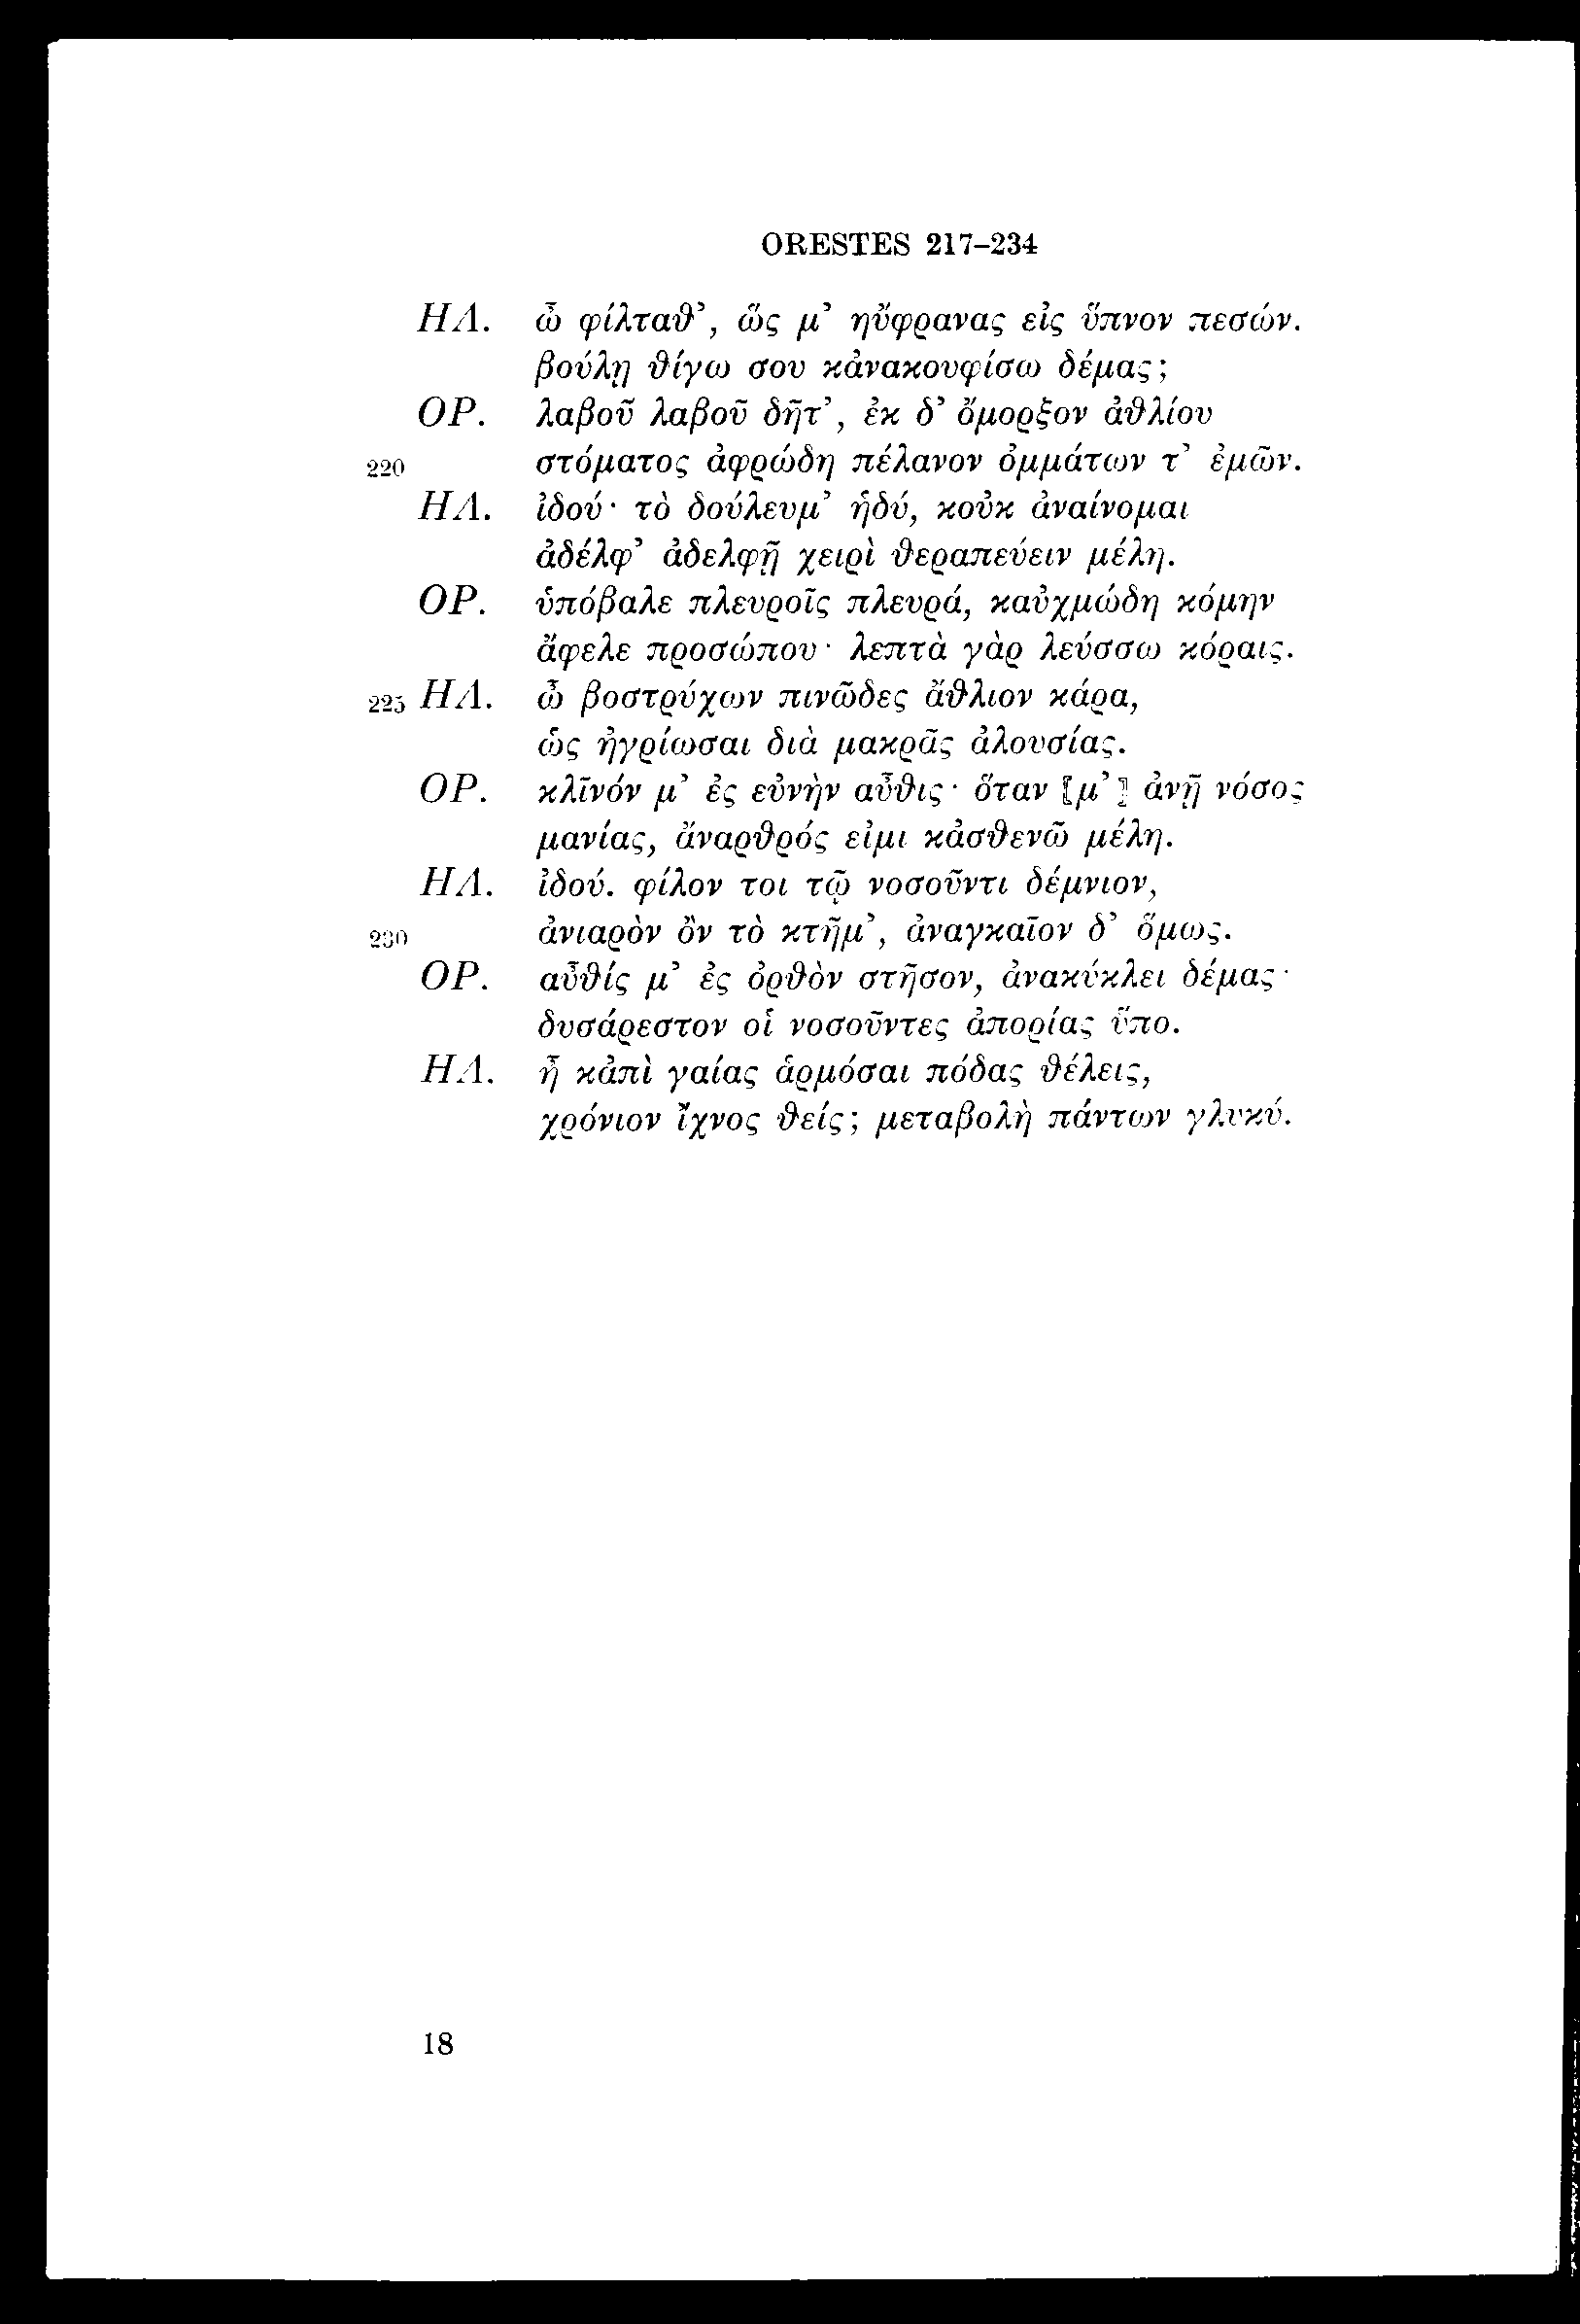 ORESTES 217–234
ΗΛ. ὦ φίλταϑ’, ὥς μ’ ηὔφρανας εἰς ὕπνον πεσών.
βούλῃ ϑίγω σου κἀνακουφίσω δέμας;
ΟΡ. λαβοῦ λαβοῦ δῆτ’, ἐκ δ’ ὄμορξον ἀϑλίου
220 στόματος ἀφρώδη πέλανον ὀμμάτων τ’ ἐμῶν.
ΗΛ. ἰδού· τὸ δούλευμ’ ἡδύ, κοὐκ ἀναίνομαι
ἀδέλφ’ ἀδελφῇ χειρὶ ϑεραπεύειν μέλη.
ΟΡ. ὑπόβαλε πλευροῖς πλευρά, καὐχμώδη κόμην
ἄφελε προσώπου· λεπτὰ γὰρ λεύσσω κόραις.
225 ΗΛ. ὦ βοστρύχων πινῶδες ἄϑλιον κάρα,
ὡς ἠγρίωσαι διὰ μακρᾶς ἀλουσίας.
ΟΡ. κλῖνόν μ’ ἐς εὐνὴν αὖϑις· ὅταν ⟦μ’⟧ ἀνῇ νόσος
μανίας, ἄναρϑρός εἰμι κἀσϑενῶ μέλη.
ΗΛ. ἰδού. φίλον τοι τῷ νοσοῦντι δέμνιον,
230 ἀνιαρὸν ὂν τὸ κτῆμ’, ἀναγκαῖον δ’ ὅμως.
ΟΡ. αὖϑίς μ’ ἐς ὀρϑὸν στῆσον, ἀνακύκλει δέμας·
δυσάρεστον οἱ νοσοῦντες ἀπορίας ὕπο.
ΗΛ. ἦ κἀπὶ γαίας ἁρμόσαι πόδας ϑέλεις,
χρόνιον ἴχνος ϑείς; μεταβολὴ πάντων γλυκύ.
18